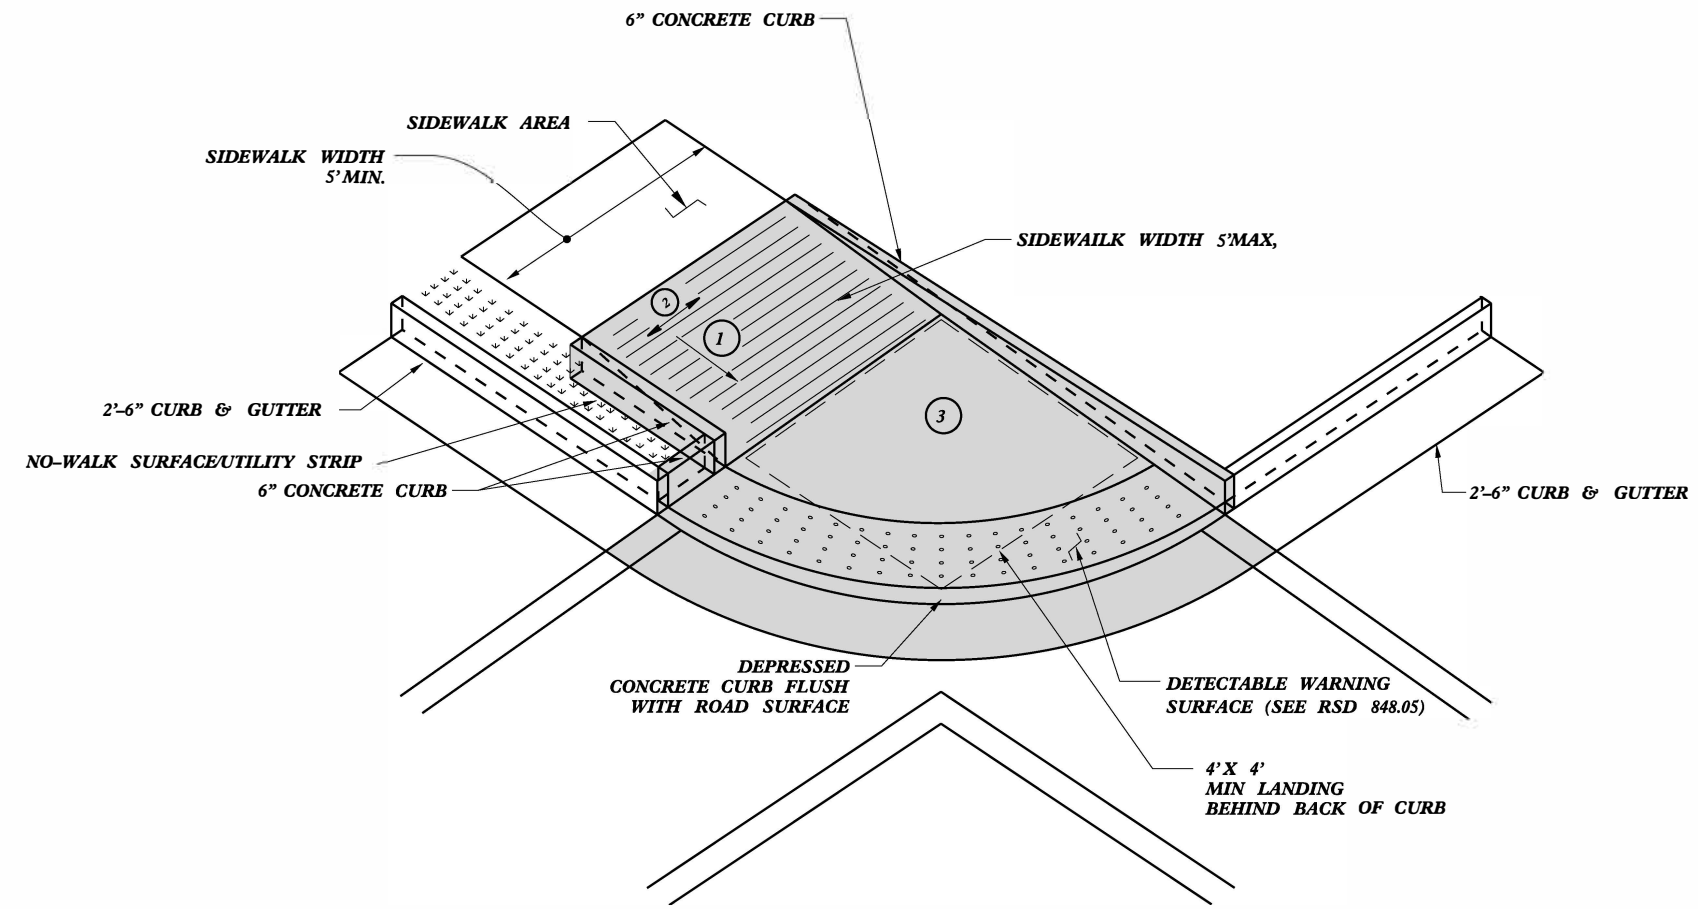 6” CONCRETE CURB
SIDEWALK AREA
SIDEWALK WIDTH
5’ MIN.
SIDEWAILK WIDTH 5’MAX,
2
1
3
2’–6” CURB & GUTTER
NO–WALK SURFACE/UTILITY STRIP
6” CONCRETE CURB
2’–6” CURB & GUTTER
DEPRESSED
CONCRETE CURB FLUSH
WITH ROAD SURFACE
DETECTABLE WARNING
SURFACE (SEE RSD 848.05)
4’ X 4’
MIN LANDING
BEHIND BACK OF CURB